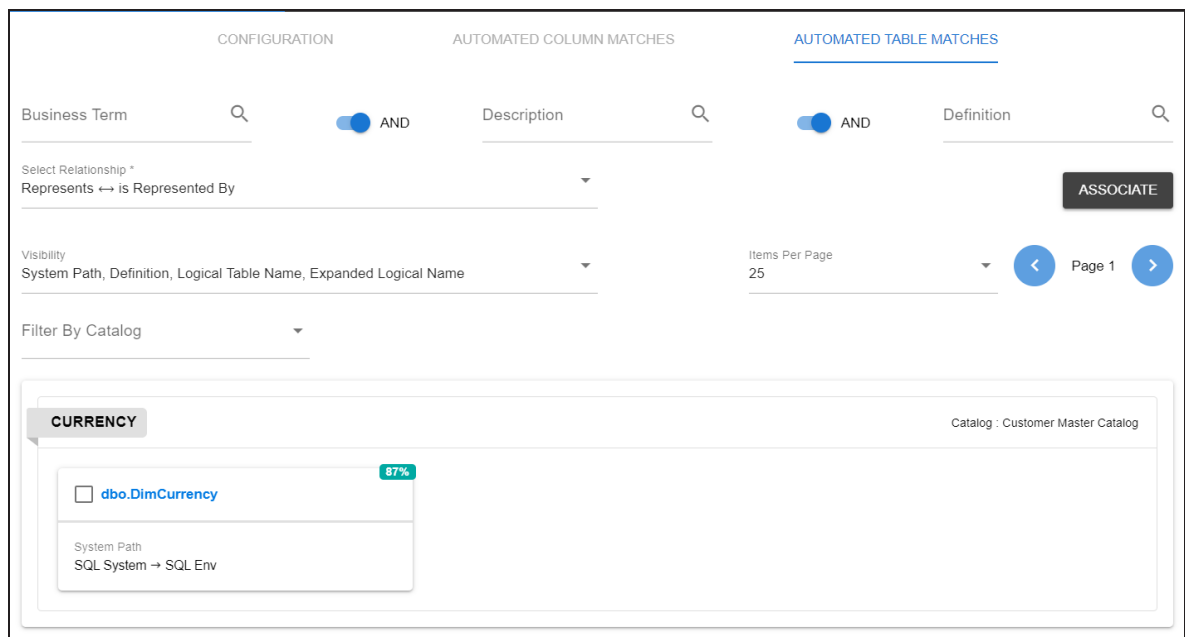 CONFIGURATION
AUTOMATED COLUMN MATCHES
AUTOMATED TABLE MATCHES
Business Term
AND
Description
AND
Definition
Select Relationship *
Represents ↔ is Represented By
ASSOCIATE
Visibility
System Path, Definition, Logical Table Name, Expanded Logical Name
Items Per Page
25
Page 1
Filter By Catalog
CURRENCY
Catalog : Customer Master Catalog
87%
dbo.DimCurrency
System Path
SQL System → SQL Env